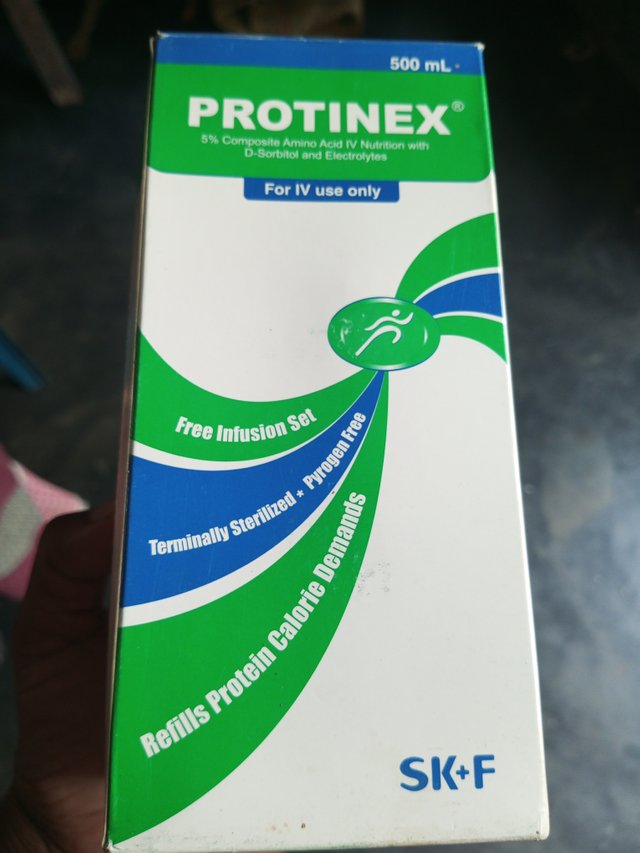 500 mL
PROTINEX®
5% Composite Amino Acid IV Nutrition with
D-Sorbitol and Electrolytes
For IV use only
Free Infusion Set
Terminally Sterilized * Pyrogen Free
Refills Protein Calorie Demands
SK+F